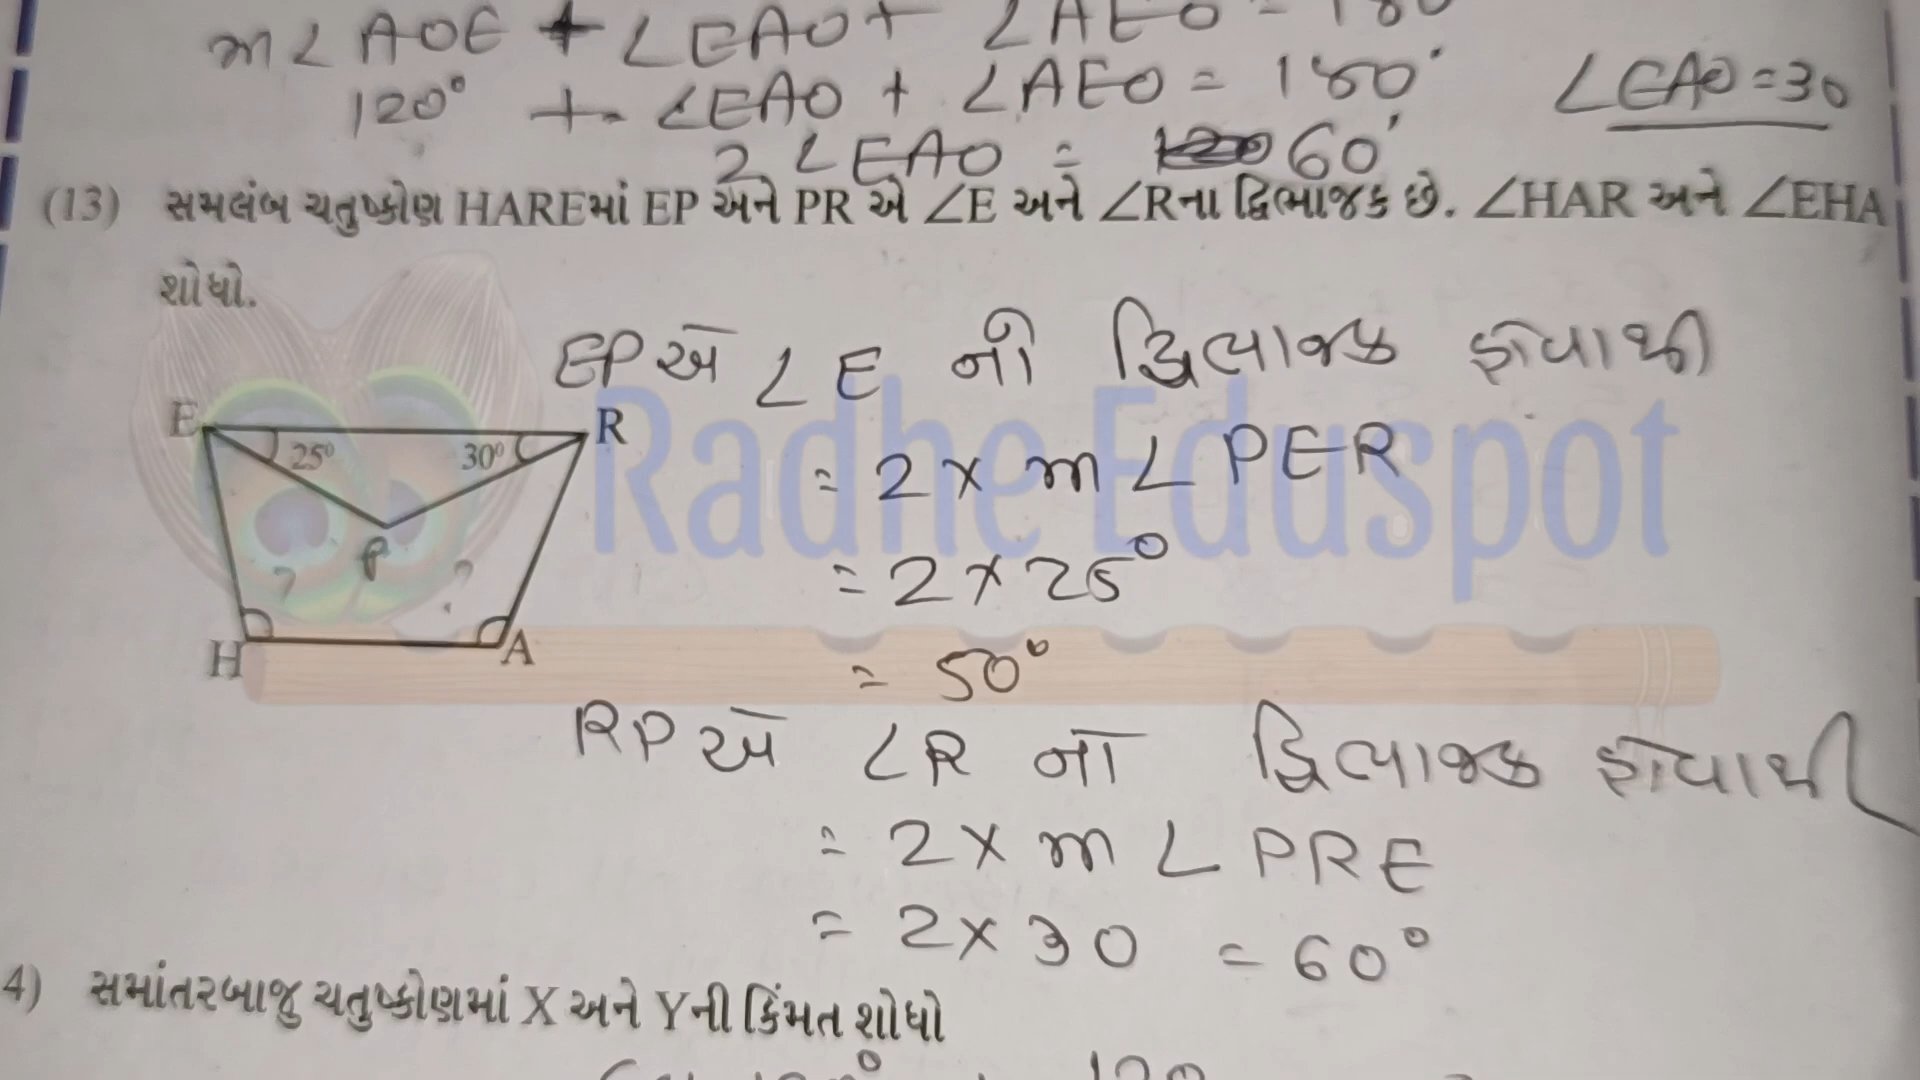 m∠AOE + ∠EAO + ∠AEO = 180
120° + ∠EAO + ∠AEO = 180° ∠EAO = 30
2∠EAO = 60°
(13) સમલંબ ચતુષ્કોણ HAREમાં EP અને PR એ ∠E અને ∠Rના દ્વિભાજક છે. ∠HAR અને ∠EHA
શોધો.
EP એ ∠E ની દ્વિભાજક હોવાથી
E R
25° 30°
Radhe Eduspot
= 2 × m∠PER
P
? ?
= 2 × 25°
H A
= 50°
RP એ ∠R નો દ્વિભાજક હોવાથી
= 2 × m∠PRE
= 2 × 30 = 60°
4) સમાંતરબાજુ ચતુષ્કોણમાં X અને Yની કિંમત શોધો